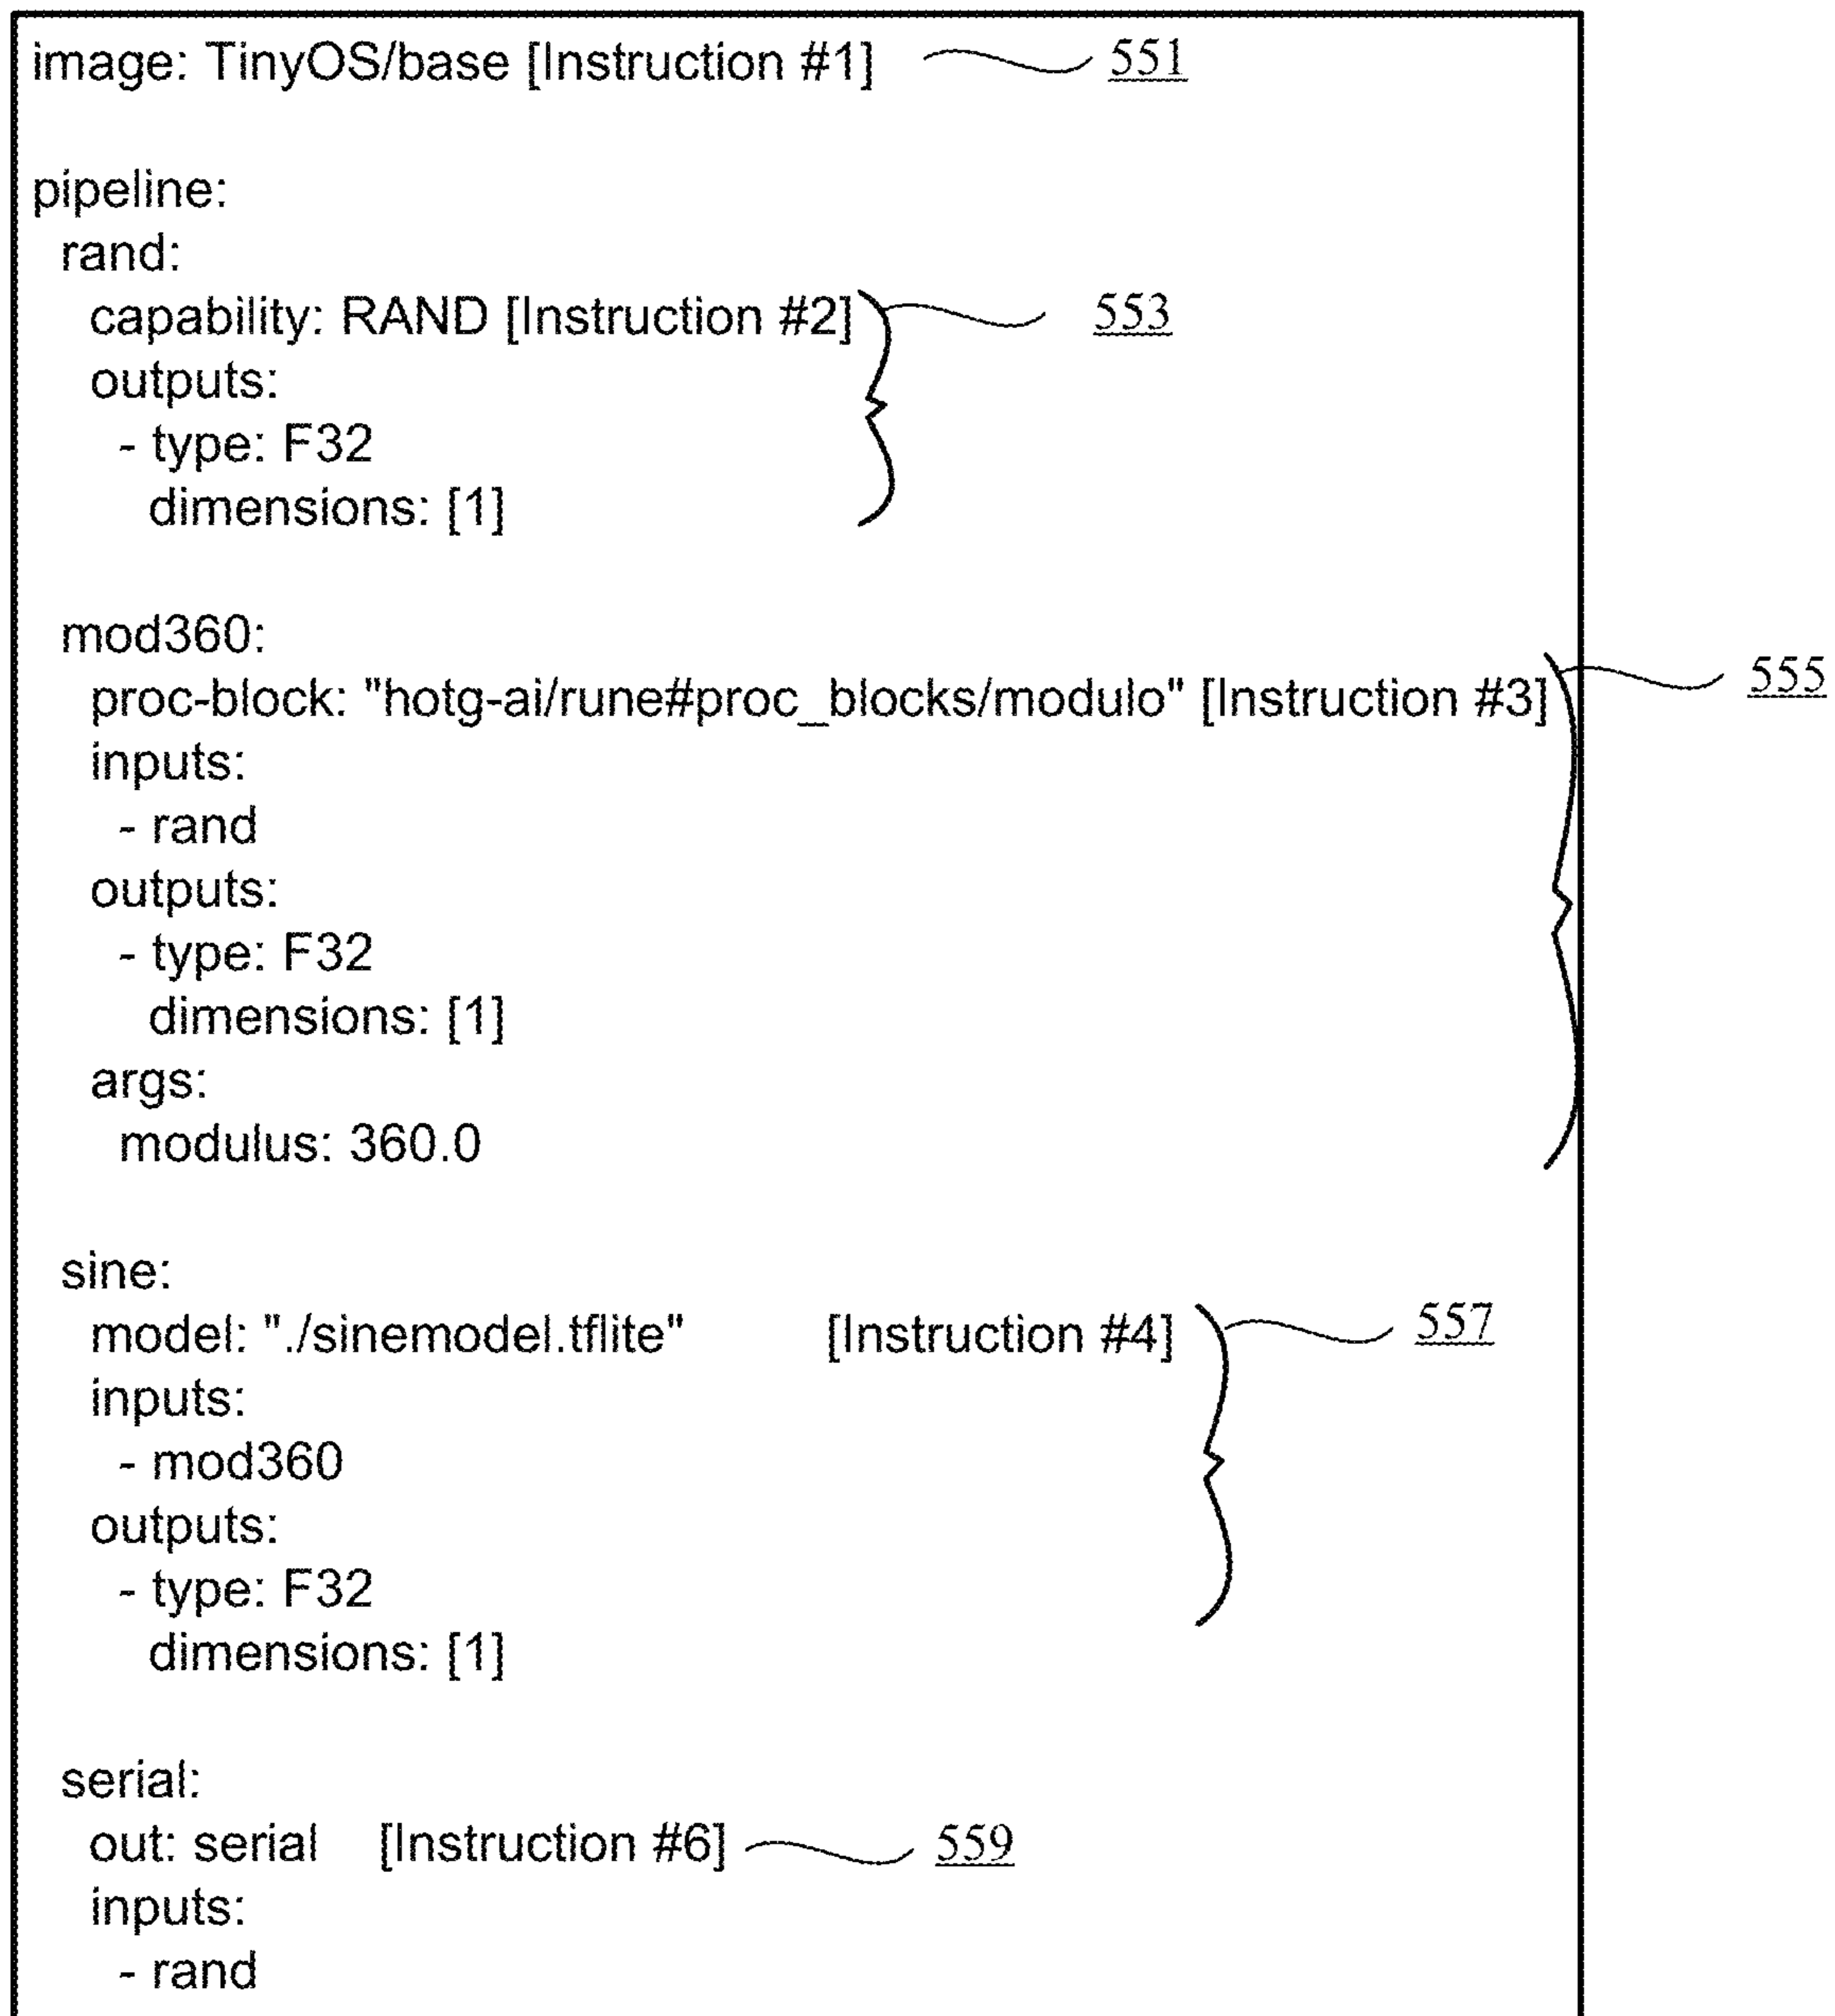 image: TinyOS/base [Instruction #1] 551
pipeline:
rand:
capability: RAND [Instruction #2] 553
outputs:
- type: F32
dimensions: [1]
mod360:
proc-block: "hotg-ai/rune#proc_blocks/modulo" [Instruction #3] 555
inputs:
- rand
outputs:
- type: F32
dimensions: [1]
args:
modulus: 360.0
sine:
model: "./sinemodel.tflite" [Instruction #4] 557
inputs:
- mod360
outputs:
- type: F32
dimensions: [1]
serial:
out: serial [Instruction #6] 559
inputs:
- rand